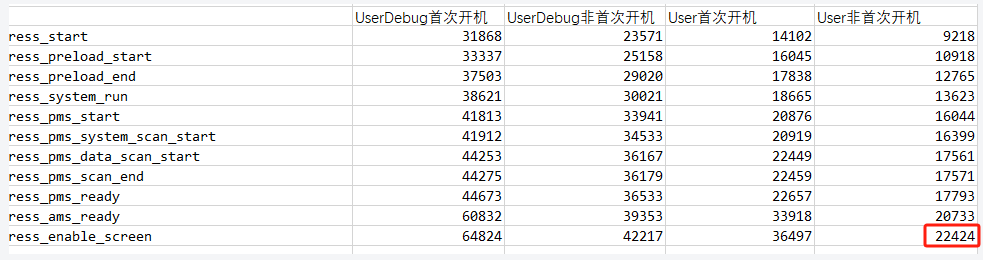 UserDebug首次开机 UserDebug非首次开机 User首次开机 User非首次开机
ress_start 31868 23571 14102 9218
ress_preload_start 33337 25158 16045 10918
ress_preload_end 37503 29020 17838 12765
ress_system_run 38621 30021 18665 13623
ress_pms_start 41813 33941 20876 16044
ress_pms_system_scan_start 41912 34533 20919 16399
ress_pms_data_scan_start 44253 36167 22449 17561
ress_pms_scan_end 44275 36179 22459 17571
ress_pms_ready 44673 36533 22657 17793
ress_ams_ready 60832 39353 33918 20733
ress_enable_screen 64824 42217 36497 22424